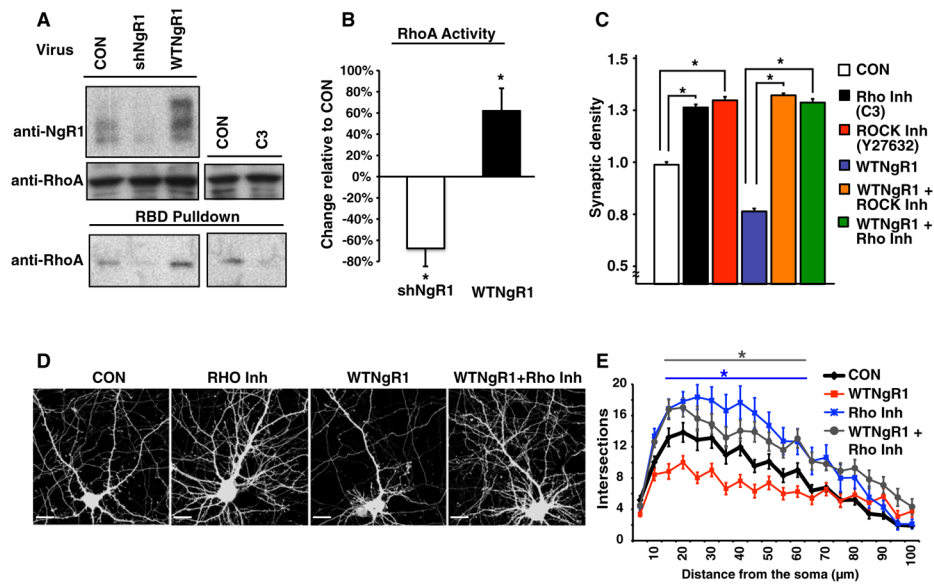 A
Virus
CON
shNgR1
WTNgR1
anti-NgR1
CON
C3
anti-RhoA
RBD Pulldown
anti-RhoA
B
RhoA Activity
Change relative to CON
100%
80%
60%
40%
20%
0%
-20%
-40%
-60%
-80%
*
*
shNgR1
WTNgR1
C
Synaptic density
1.5
1.3
1.0
0.8
0.5
*
*
*
*
CON
Rho Inh
(C3)
ROCK Inh
(Y27632)
WTNgR1
WTNgR1 +
ROCK Inh
WTNgR1 +
Rho Inh
D
CON
RHO Inh
WTNgR1
WTNgR1+Rho Inh
E
*
*
CON
WTNgR1
Rho Inh
WTNgR1 +
Rho Inh
Intersections
20
16
12
8
4
0
10
20
30
40
50
60
70
80
90
100
Distance from the soma (µm)